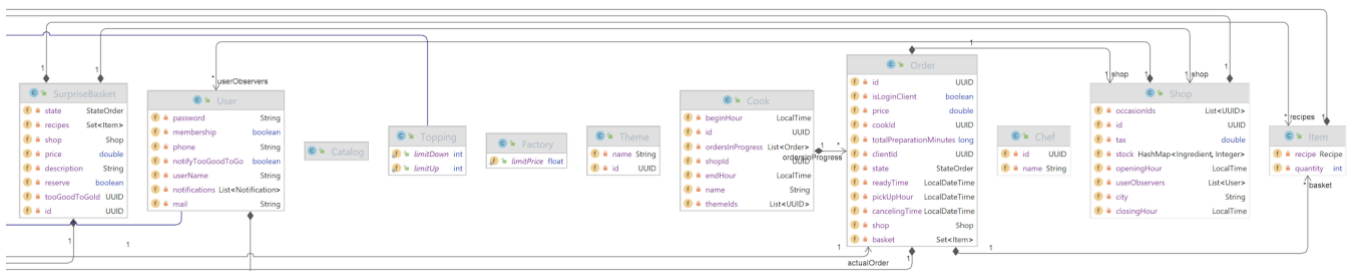 1
1
1
userObservers
1
1
1
shop
1
shop
1
recipes
1
SurpriseBasket
state StateOrder
recipes Set<Item>
shop Shop
price double
description String
reserve boolean
tooGoodToGoId UUID
id UUID
User
password String
membership boolean
phone String
notifyTooGoodToGo boolean
userName String
notifications List<Notification>
mail String
Catalog
Topping
limitDown int
limitUp int
Factory
limitPrice float
Theme
name String
id UUID
Cook
beginHour LocalTime
id UUID
ordersInProgress List<Order>
shopId UUID
endHour LocalTime
name String
themeIds List<UUID>
1
*
ordersInProgress
Order
id UUID
isLoginClient boolean
price double
cookId UUID
totalPreparationMinutes long
clientId UUID
state StateOrder
readyTime LocalDateTime
pickUpHour LocalDateTime
cancelingTime LocalDateTime
shop Shop
basket Set<Item>
Chef
id UUID
name String
Shop
occasionIds List<UUID>
id UUID
tax double
stock HashMap<Ingredient, Integer>
openingHour LocalTime
userObservers List<User>
city String
closingHour LocalTime
Item
recipe Recipe
quantity int
*basket
1
1
1
1
1
actualOrder